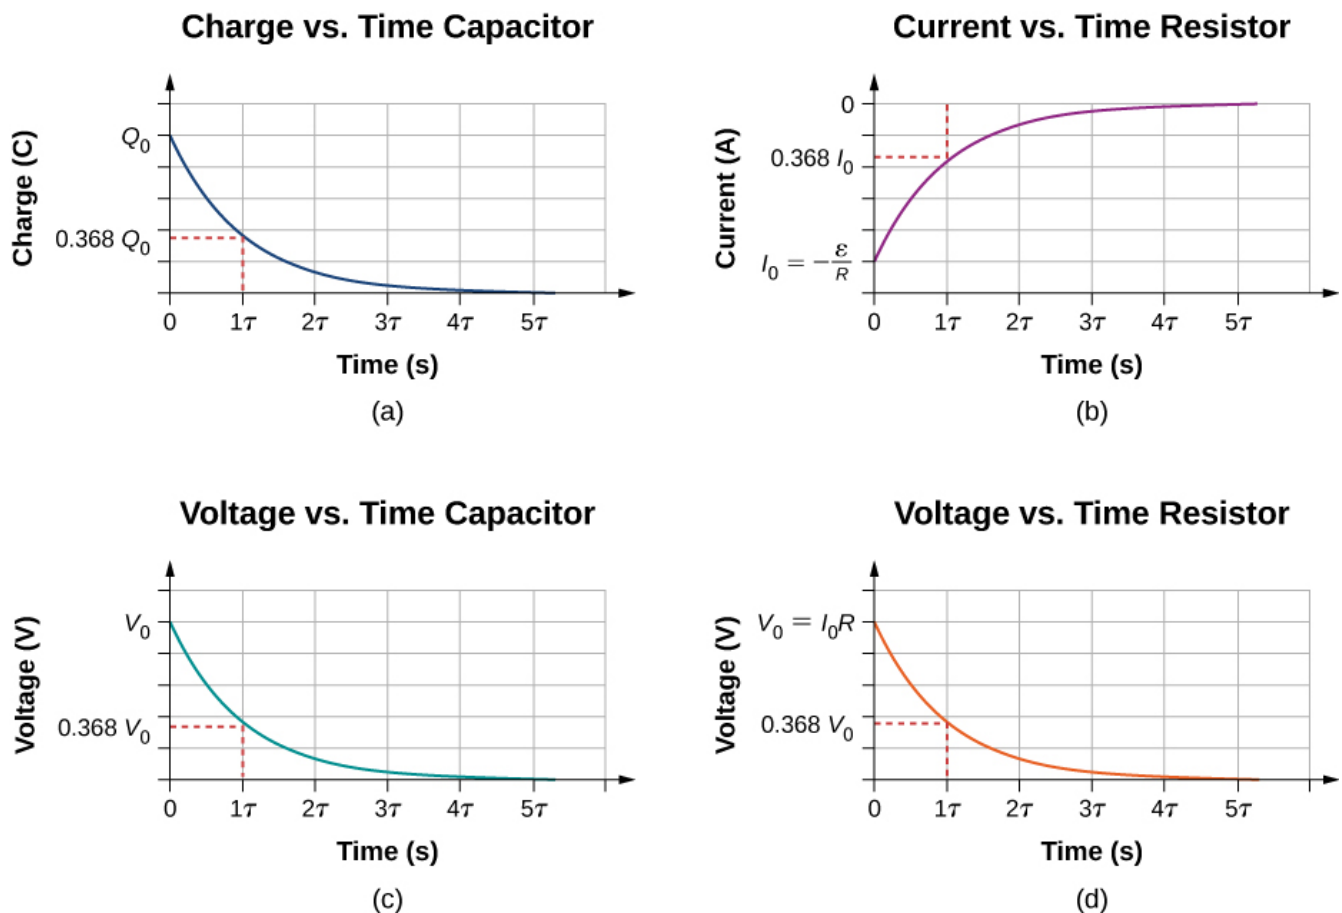 Charge vs. Time Capacitor
Charge (C)
Q₀
0.368 Q₀
0 1τ 2τ 3τ 4τ 5τ
Time (s)
(a)
Current vs. Time Resistor
Current (A)
0
0.368 I₀
I₀ = −ε/R
0 1τ 2τ 3τ 4τ 5τ
Time (s)
(b)
Voltage vs. Time Capacitor
Voltage (V)
V₀
0.368 V₀
0 1τ 2τ 3τ 4τ 5τ
Time (s)
(c)
Voltage vs. Time Resistor
Voltage (V)
V₀ = I₀R
0.368 V₀
0 1τ 2τ 3τ 4τ 5τ
Time (s)
(d)